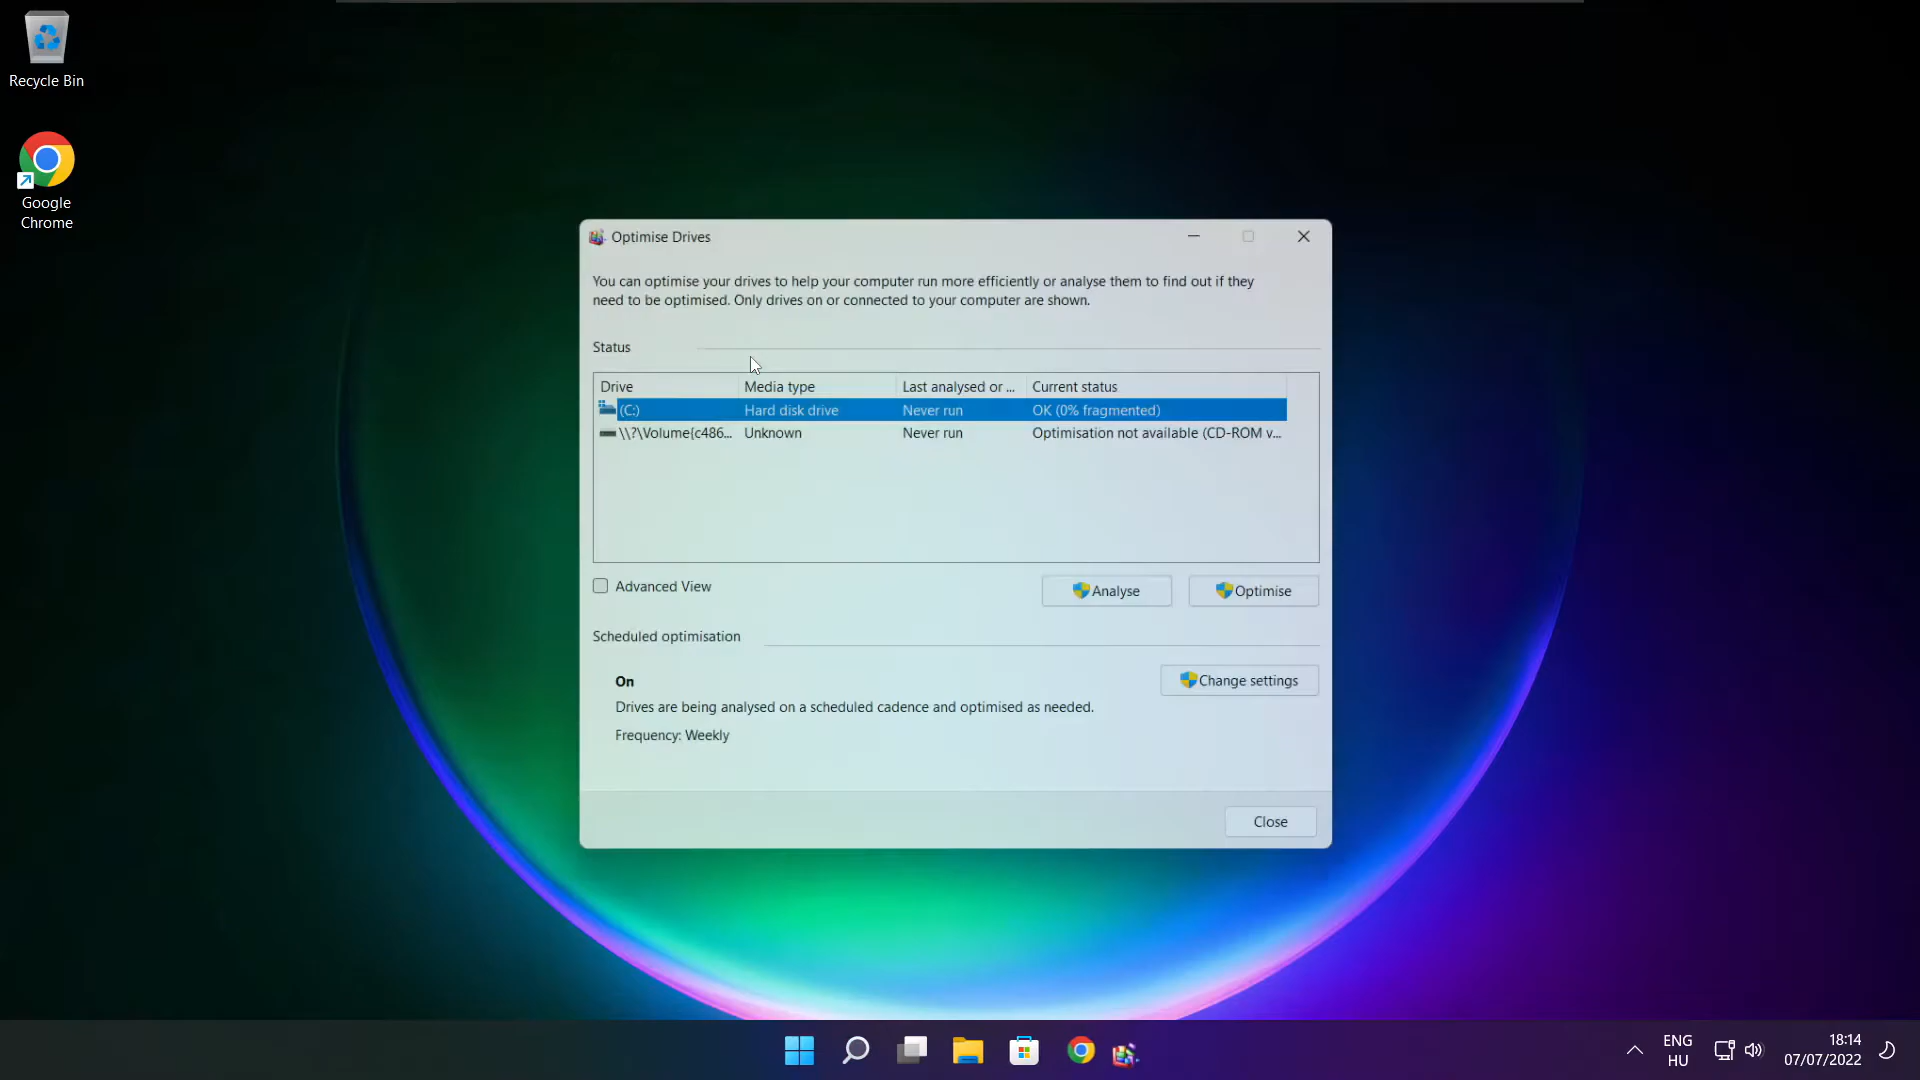 Recycle Bin
Google
Chrome
Optimise Drives
You can optimise your drives to help your computer run more efficiently or analyse them to find out if they
need to be optimised. Only drives on or connected to your computer are shown.
Status
Drive Media type Last analysed or ... Current status
(C:) Hard disk drive Never run OK (0% fragmented)
\\?\Volume{c486... Unknown Never run Optimisation not available (CD-ROM v...
Advanced View
Analyse
Optimise
Scheduled optimisation
On
Change settings
Drives are being analysed on a scheduled cadence and optimised as needed.
Frequency: Weekly
Close
ENG
HU
18:14
07/07/2022